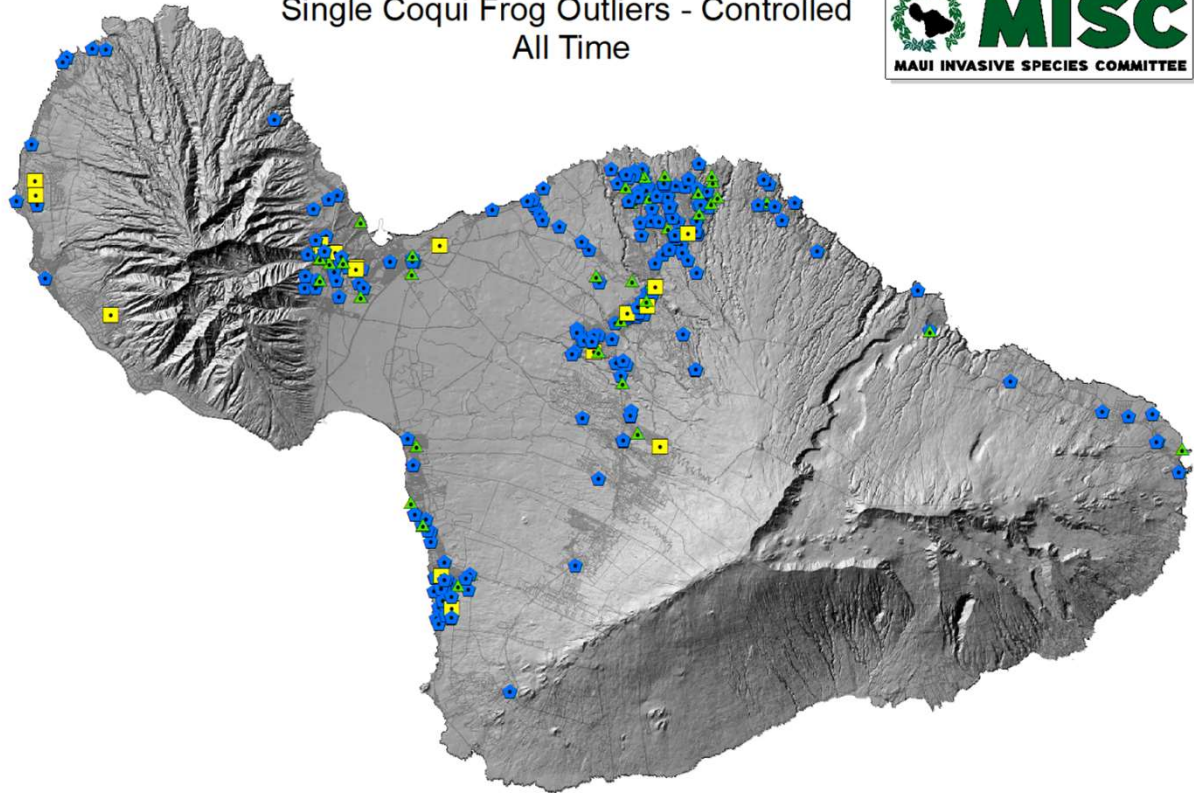 Single Coqui Frog Outliers - Controlled
All Time
MISC
MAUI INVASIVE SPECIES COMMITTEE